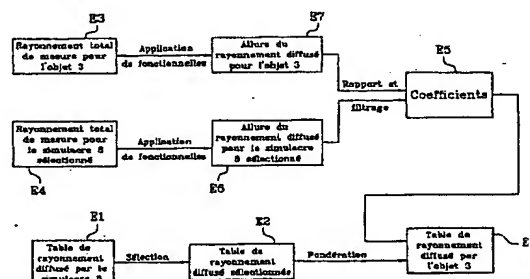 E3
Rayonnement total
de mesure pour
l'objet 3
Application
de fonctionnelles
E7
Allure du
rayonnement diffusé
pour l'objet 3
Rapport et
filtrage
E5
Coefficients
Rayonnement total
de mesure pour
le simulacre 8
sélectionné
E4
Application
de fonctionnelles
Allure du
rayonnement diffusé
pour le simulacre
8 sélectionné
E6
E1
Table de
rayonnement
diffusé par le
simulacre 8
Sélection
E2
Table de
rayonnement
diffusé sélectionnée
Pondération
Table de
rayonnement
diffusé par
l'objet 3
E